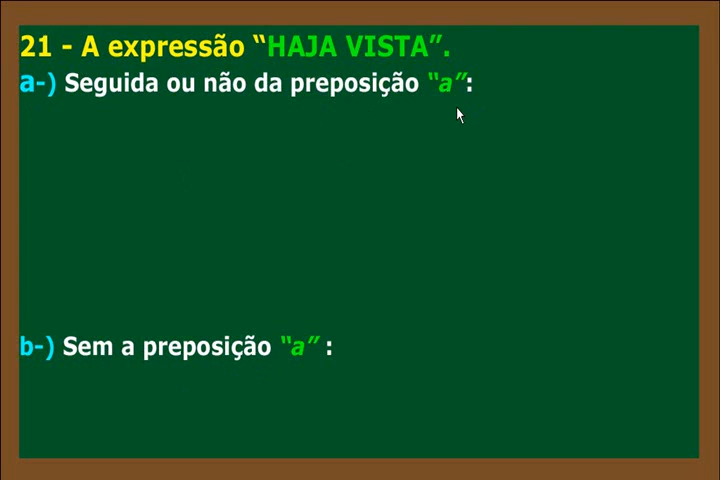 21 - A expressão “HAJA VISTA”.
a-) Seguida ou não da preposição “a”:
b-) Sem a preposição “a” :